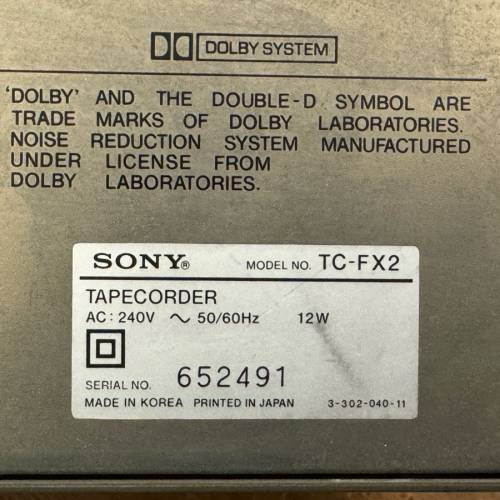 DOLBY SYSTEM
'DOLBY' AND THE DOUBLE-D SYMBOL ARE
TRADE MARKS OF DOLBY LABORATORIES.
NOISE REDUCTION SYSTEM MANUFACTURED
UNDER LICENSE FROM
DOLBY LABORATORIES.
SONY® MODEL NO. TC-FX2
TAPECORDER
AC: 240V ~ 50/60Hz 12W
SERIAL NO. 652491
MADE IN KOREA PRINTED IN JAPAN 3-302-040-11